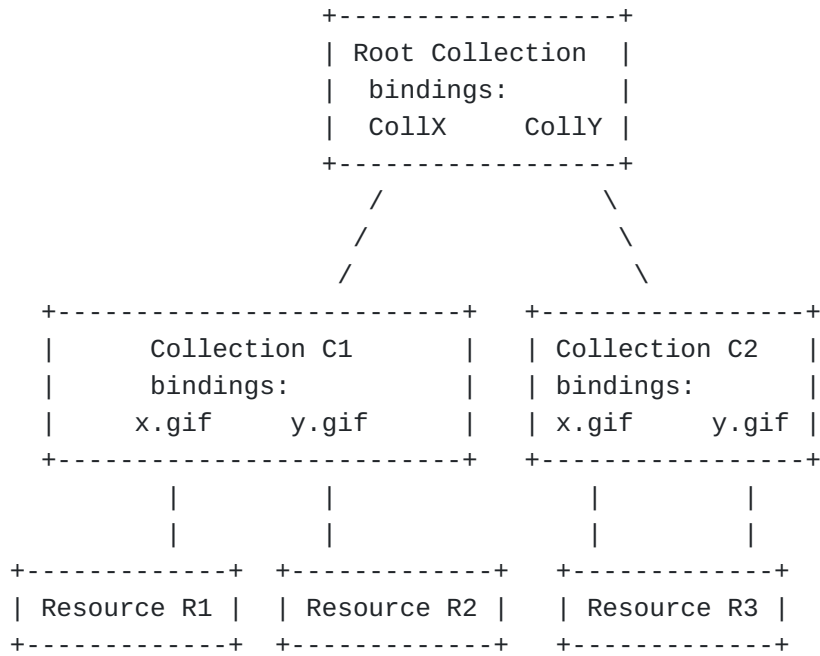 +------------------+
| Root Collection  |
|  bindings:       |
|  CollX     CollY |
+------------------+
/              \
/                \
/                  \
+--------------------------+   +-----------------+
|      Collection C1       |   | Collection C2   |
|      bindings:           |   | bindings:       |
|     x.gif     y.gif      |   | x.gif     y.gif |
+--------------------------+   +-----------------+
|         |                |         |
|         |                |         |
+-------------+  +-------------+   +-------------+
| Resource R1 |  | Resource R2 |   | Resource R3 |
+-------------+  +-------------+   +-------------+